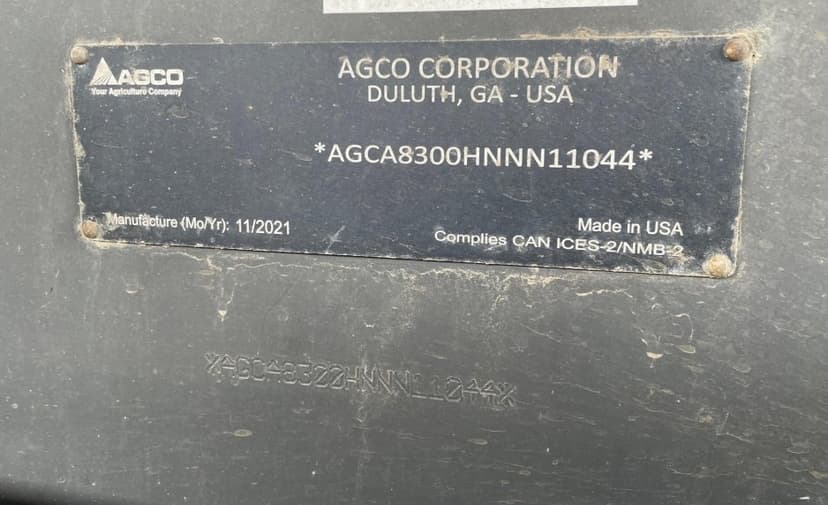 AGCO
Your Agriculture Company
AGCO CORPORATION
DULUTH, GA - USA
*AGCA8300HNNN11044*
Manufacture (Mo/Yr): 11/2021
Made in USA
Complies CAN ICES-2/NMB-2
*AGCA8300HNNN11044*